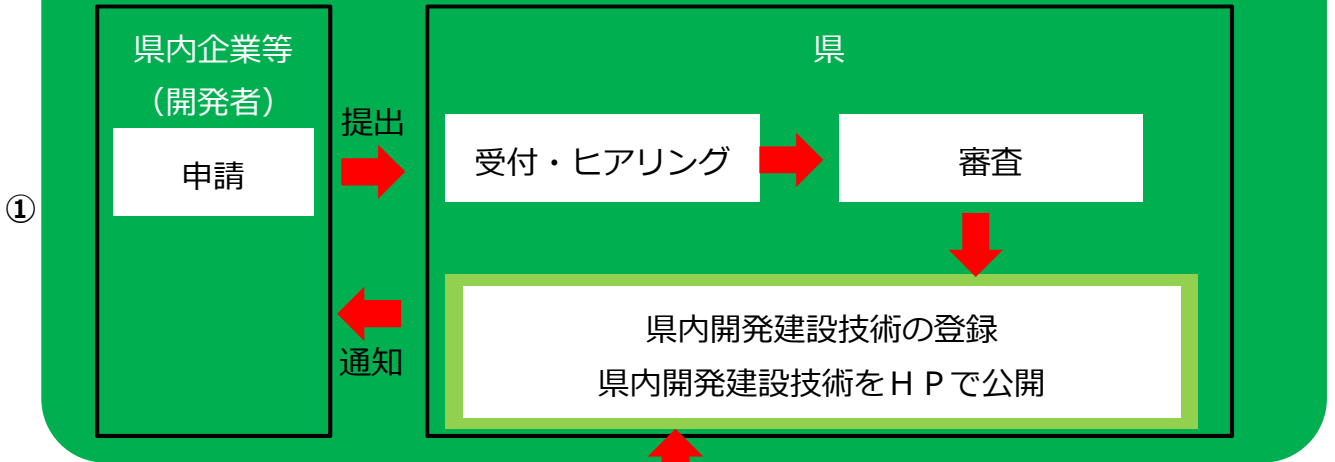 県内企業等
（開発者）
県
提出
申請
受付・ヒアリング
審査
①
県内開発建設技術の登録
県内開発建設技術をＨＰで公開
通知